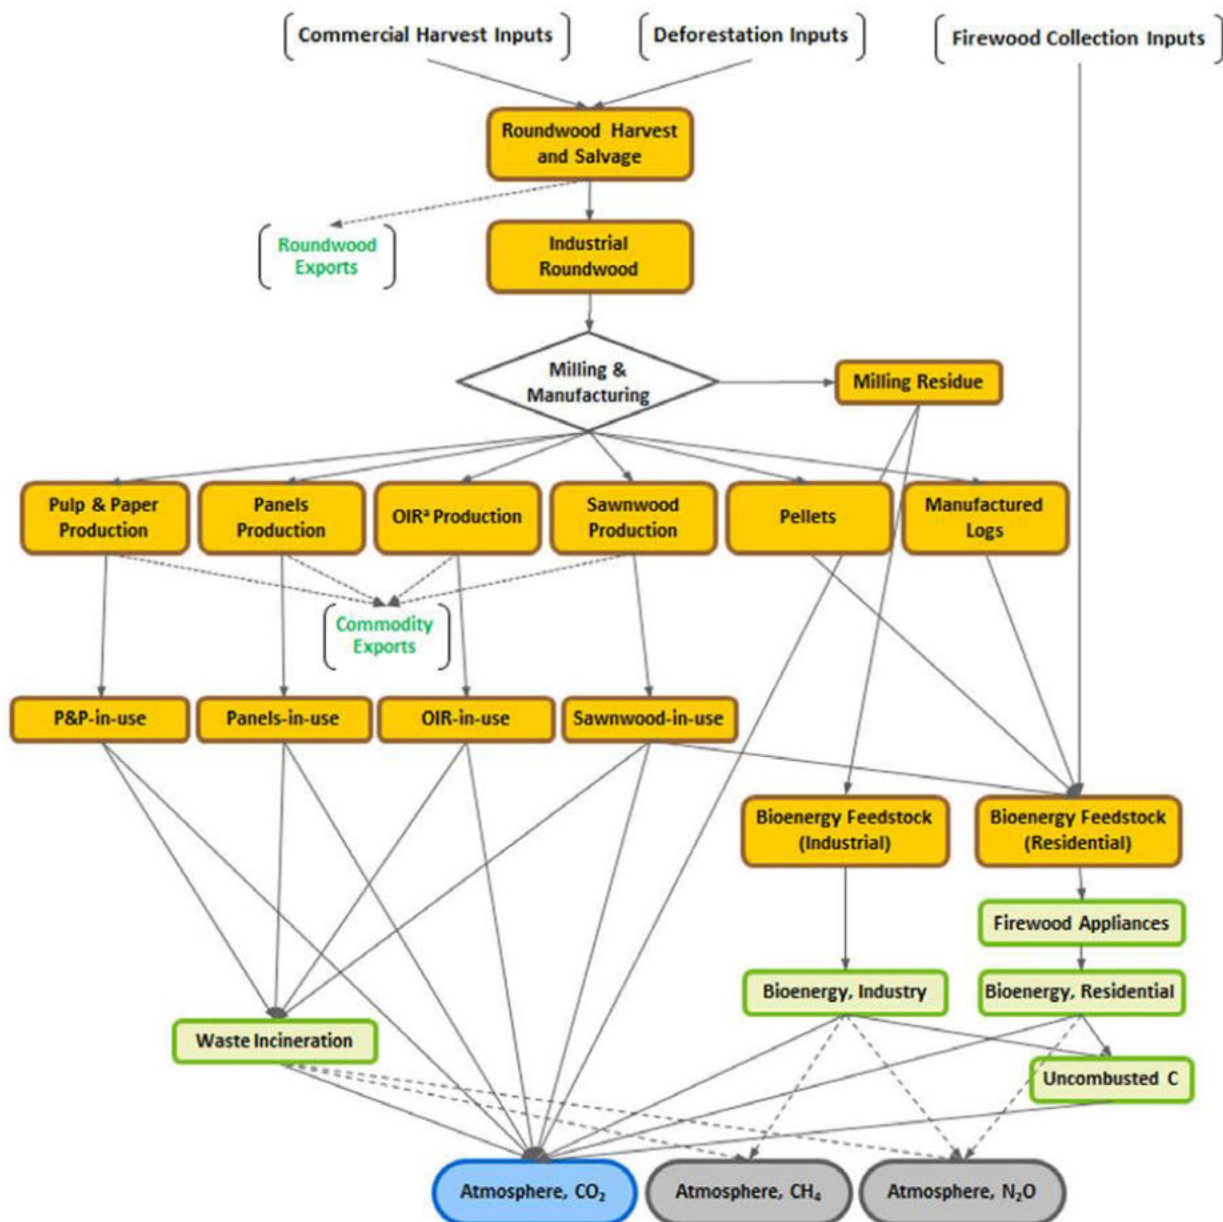 Commercial Harvest Inputs
Deforestation Inputs
Firewood Collection Inputs
Roundwood Harvest
and Salvage
Roundwood
Exports
Industrial
Roundwood
Milling &
Manufacturing
Milling Residue
Pulp & Paper
Production
Panels
Production
OIRᵃ Production
Sawnwood
Production
Pellets
Manufactured
Logs
Commodity
Exports
P&P-in-use
Panels-in-use
OIR-in-use
Sawnwood-in-use
Bioenergy Feedstock
(Industrial)
Bioenergy Feedstock
(Residential)
Firewood Appliances
Bioenergy, Industry
Bioenergy, Residential
Waste Incineration
Uncombusted C
Atmosphere, CO₂
Atmosphere, CH₄
Atmosphere, N₂O